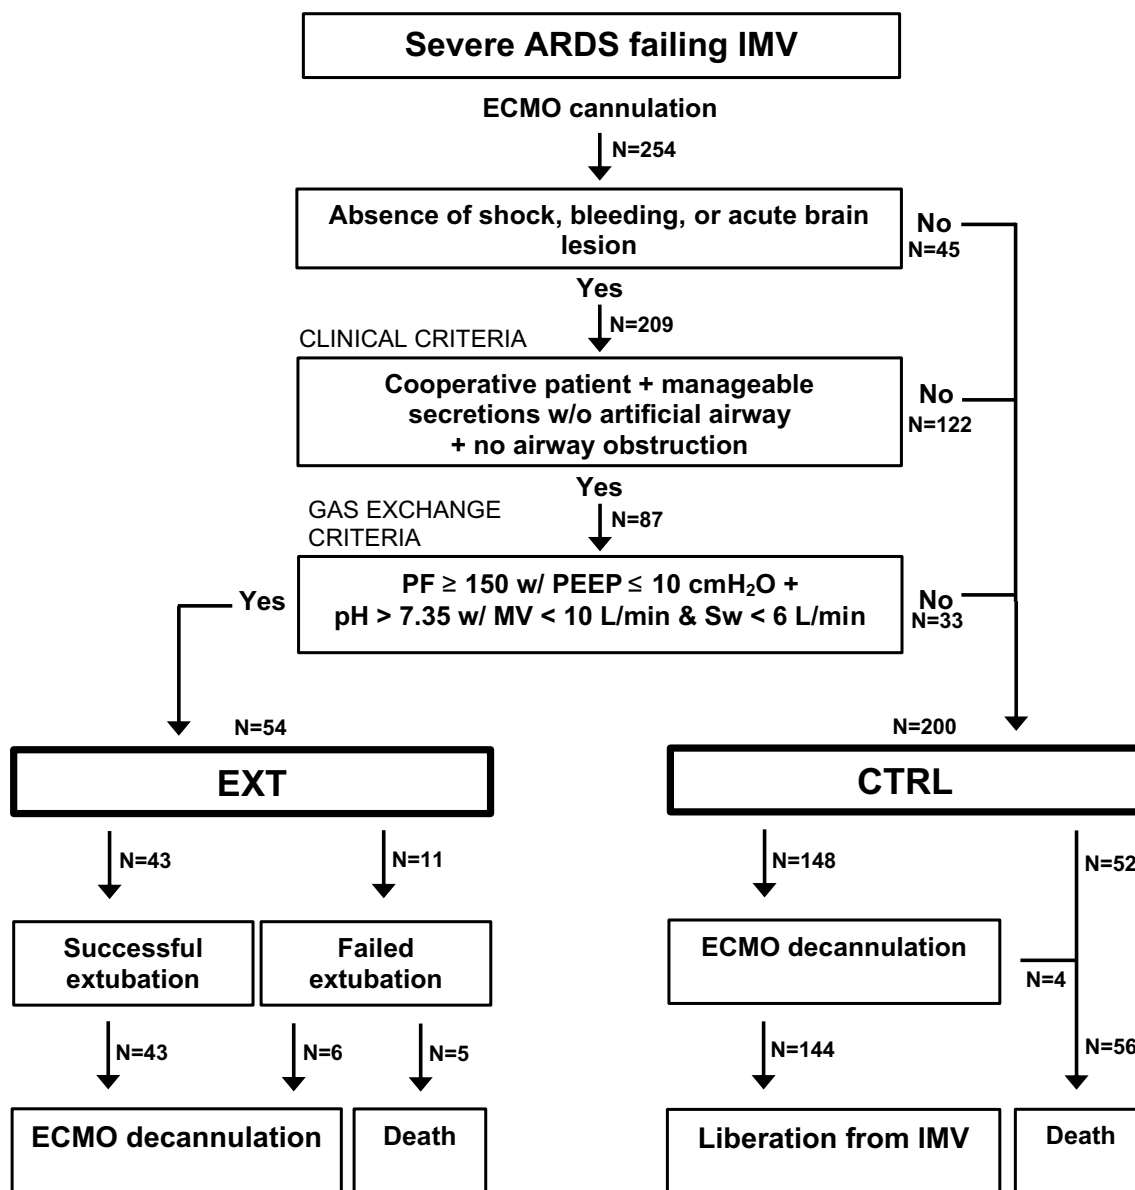 Severe ARDS failing IMV
ECMO cannulation
N=254
Absence of shock, bleeding, or acute brain
lesion
No
N=45
Yes
N=209
CLINICAL CRITERIA
Cooperative patient + manageable
secretions w/o artificial airway
+ no airway obstruction
No
N=122
Yes
N=87
GAS EXCHANGE
CRITERIA
PF ≥ 150 w/ PEEP ≤ 10 cmH₂O +
pH > 7.35 w/ MV < 10 L/min & Sw < 6 L/min
Yes
No
N=33
N=54
N=200
EXT
CTRL
N=43
N=11
N=148
N=52
Successful
extubation
Failed
extubation
ECMO decannulation
N=4
N=43
N=6
N=5
N=144
N=56
ECMO decannulation
Death
Liberation from IMV
Death